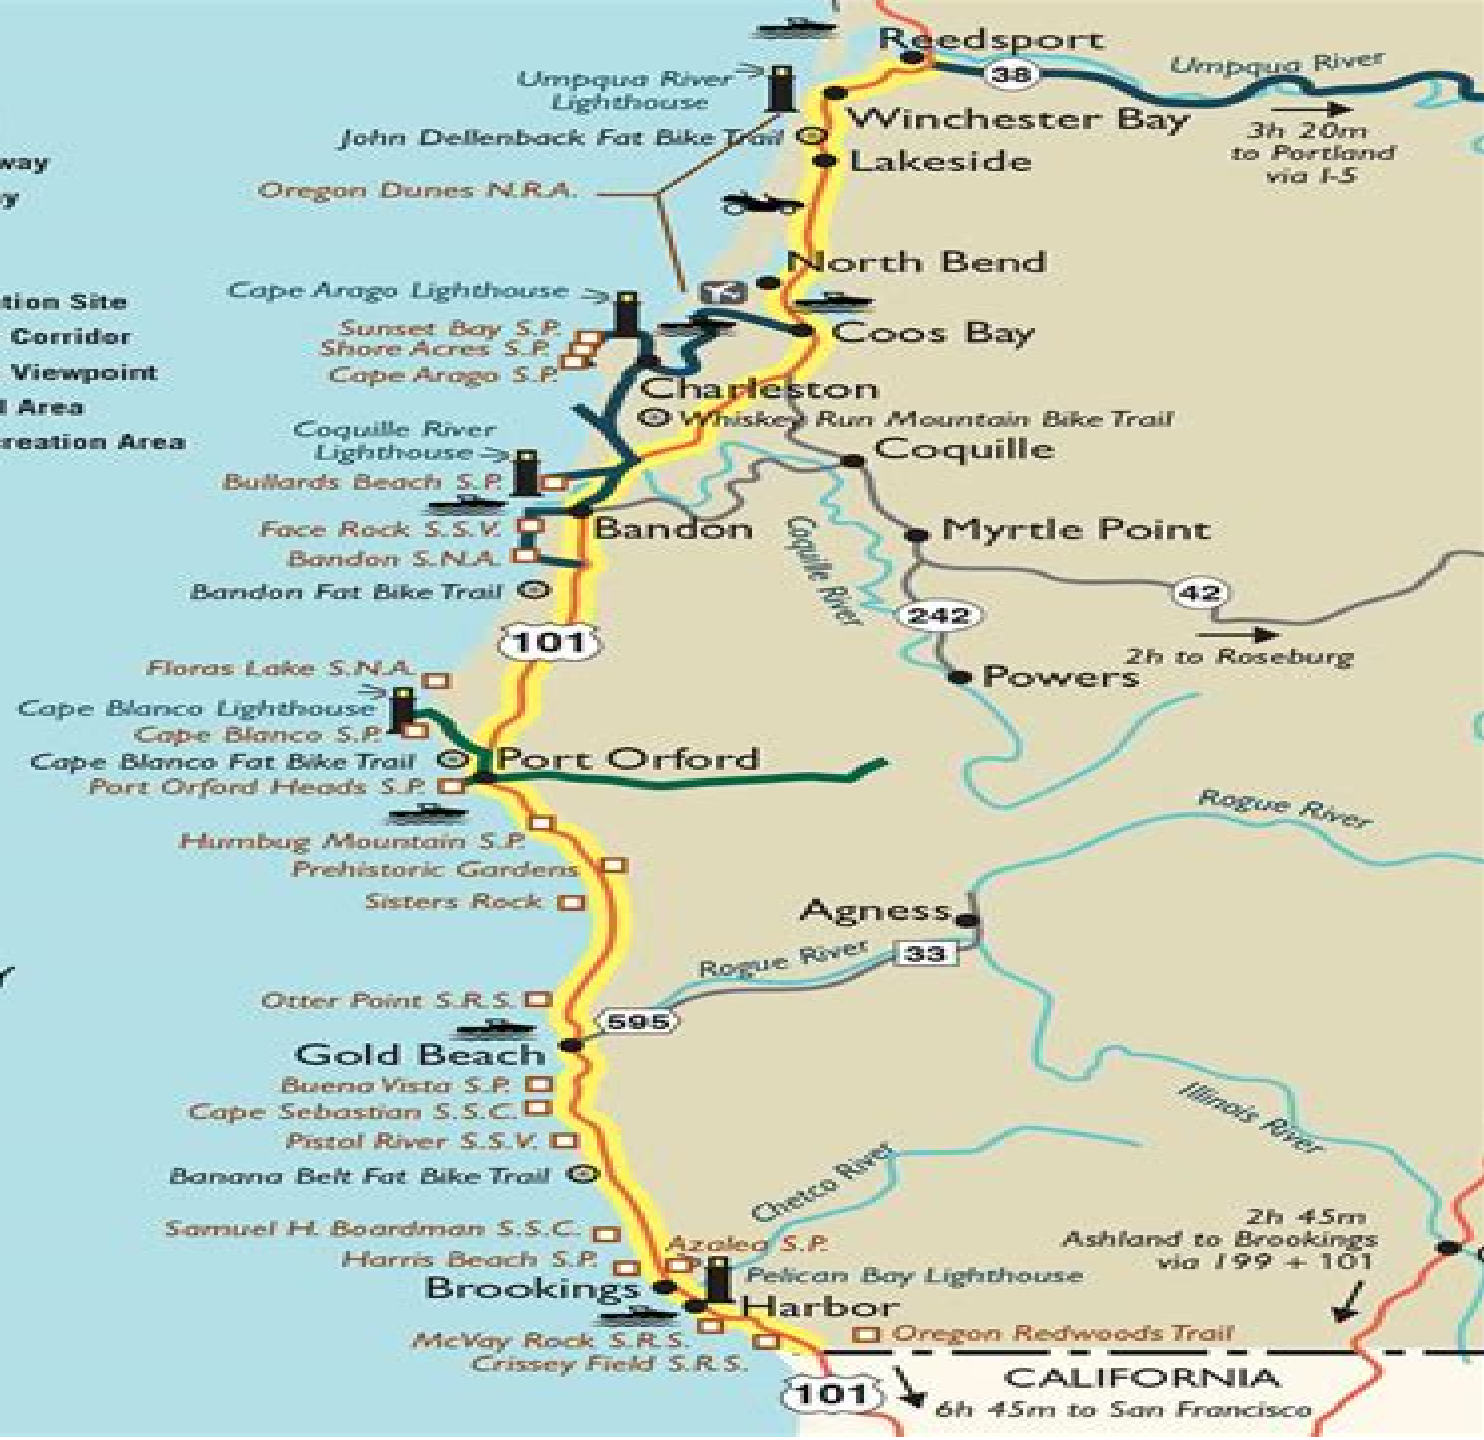 Reedsport
38
Umpqua River
Umpqua River
Lighthouse
Winchester Bay
3h 20m
to Portland
via I-5
John Dellenback Fat Bike Trail
way
Lakeside
Oregon Dunes N.R.A.
y
North Bend
Cape Arago Lighthouse
tion Site
Sunset Bay S.P.
Coos Bay
Corridor
Shore Acres S.P.
Viewpoint
Cape Arago S.P.
Charleston
l Area
Whiskey Run Mountain Bike Trail
Coquille River
Lighthouse
creation Area
Coquille
Bullards Beach S.P.
Face Rock S.S.V.
Bandon
Coquille River
Myrtle Point
Bandon S.N.A.
Bandon Fat Bike Trail
42
242
101
2h to Roseburg
Floras Lake S.N.A.
Powers
Cape Blanco Lighthouse
Cape Blanco S.P.
Cape Blanco Fat Bike Trail
Port Orford
Port Orford Heads S.P.
Rogue River
Humbug Mountain S.P.
Prehistoric Gardens
Sisters Rock
Agness
Rogue River
33
Otter Point S.R.S.
595
Gold Beach
Buena Vista S.P.
Cape Sebastian S.S.C.
Illinois River
Pistol River S.S.V.
Banana Belt Fat Bike Trail
Chetco River
Samuel H. Boardman S.S.C.
2h 45m
Ashland to Brookings
via 199 + 101
Azalea S.P.
Harris Beach S.P.
Pelican Bay Lighthouse
Brookings
Harbor
McVay Rock S.R.S.
Oregon Redwoods Trail
Crissey Field S.R.S.
CALIFORNIA
101
6h 45m to San Francisco